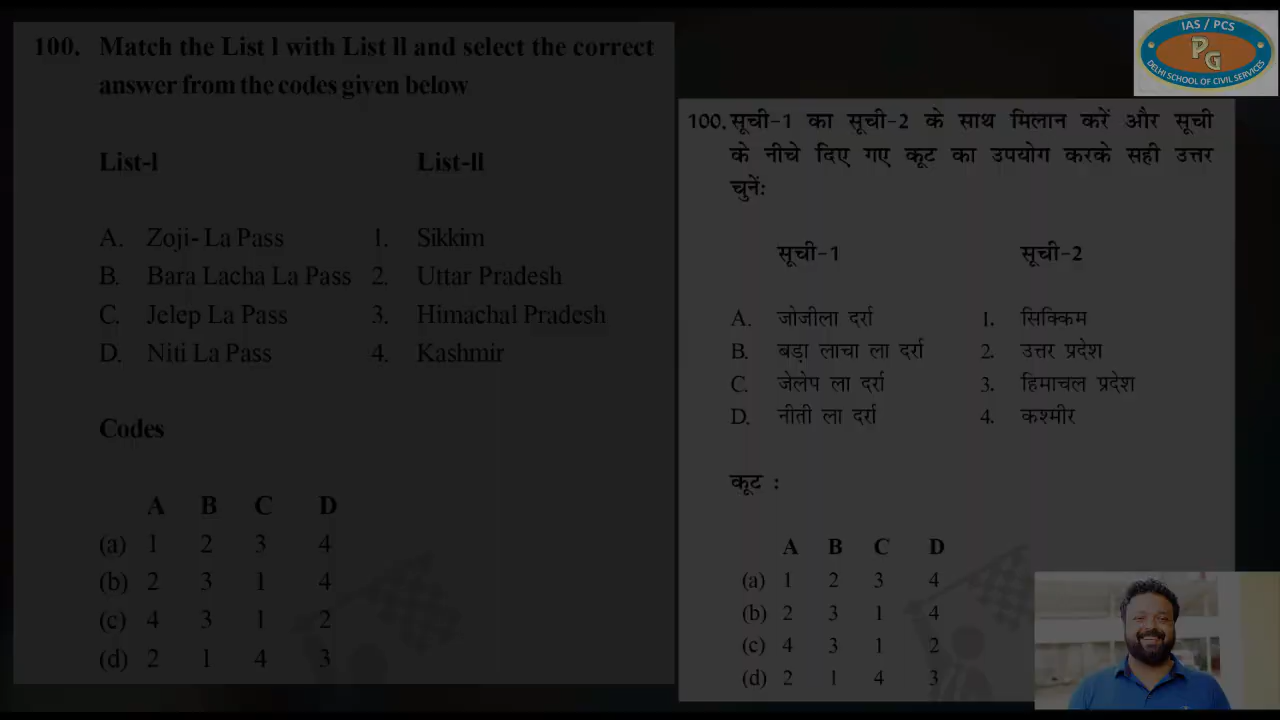 100. Match the List l with List ll and select the correct
answer from the codes given below
List-l List-ll
A. Zoji- La Pass 1. Sikkim
B. Bara Lacha La Pass 2. Uttar Pradesh
C. Jelep La Pass 3. Himachal Pradesh
D. Niti La Pass 4. Kashmir
Codes
A B C D
(a) 1 2 3 4
(b) 2 3 1 4
(c) 4 3 1 2
(d) 2 1 4 3
IAS / PCS
PG
DELHI SCHOOL OF CIVIL SERVICES
100. सूची-1 का सूची-2 के साथ मिलान करें और सूची
के नीचे दिए गए कूट का उपयोग करके सही उत्तर
चुनें:
सूची-1 सूची-2
A. जोजीला दर्रा 1. सिक्किम
B. बड़ा लाचा ला दर्रा 2. उत्तर प्रदेश
C. जेलेप ला दर्रा 3. हिमाचल प्रदेश
D. नीती ला दर्रा 4. कश्मीर
कूट :
A B C D
(a) 1 2 3 4
(b) 2 3 1 4
(c) 4 3 1 2
(d) 2 1 4 3